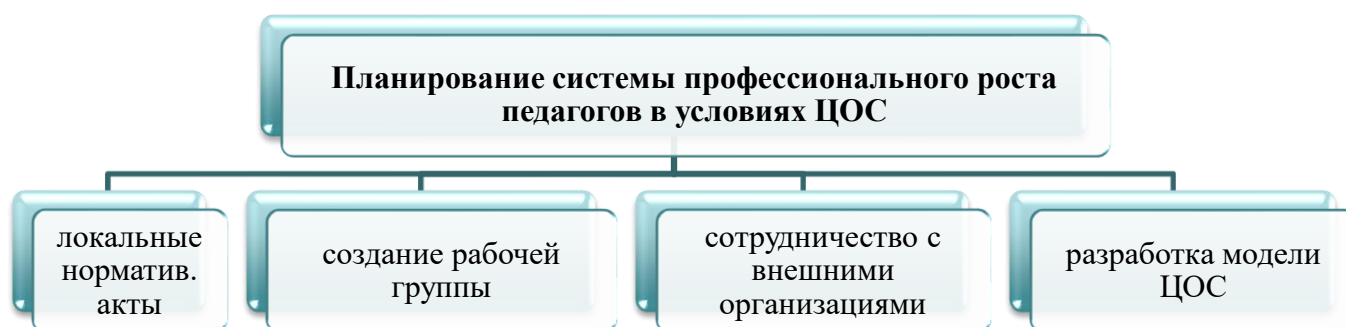 Планирование системы профессионального роста
педагогов в условиях ЦОС
локальные
норматив.
акты
создание рабочей
группы
сотрудничество с
внешними
организациями
разработка модели
ЦОС